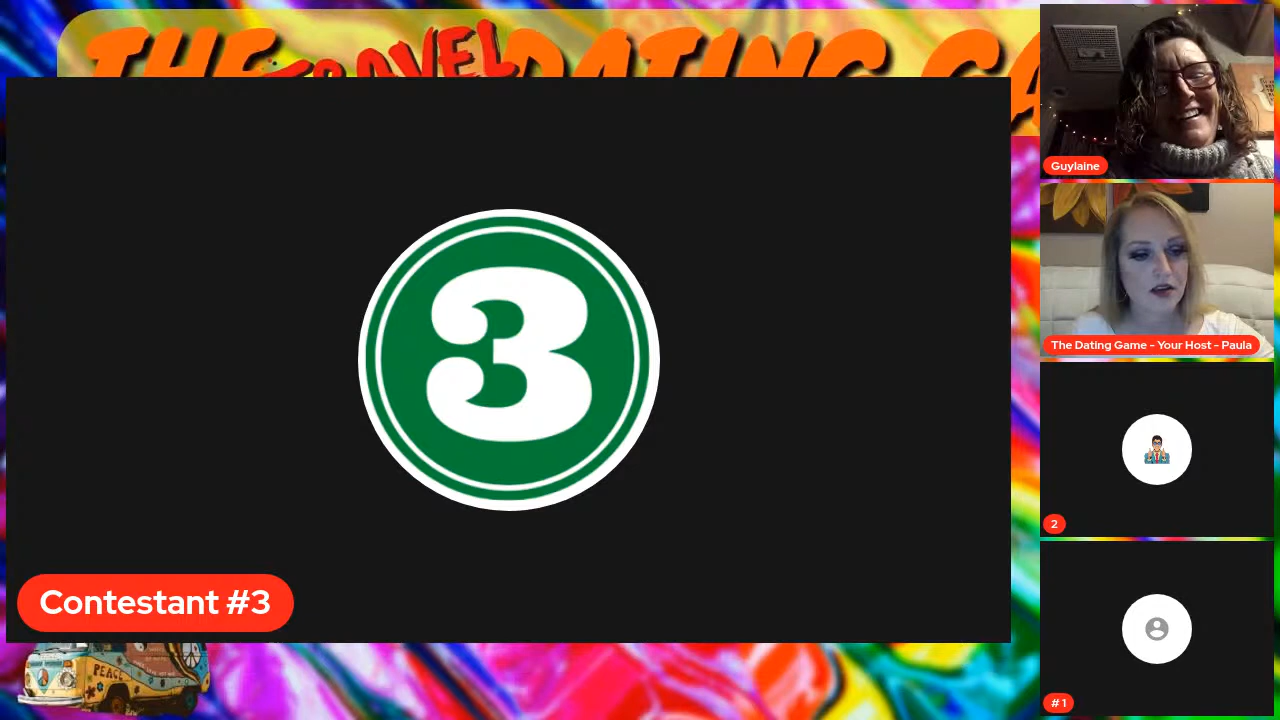 THE TRAVEL DATING GA
Guylaine
The Dating Game - Your Host - Paula
3
Contestant #3
2
PEACE
#1